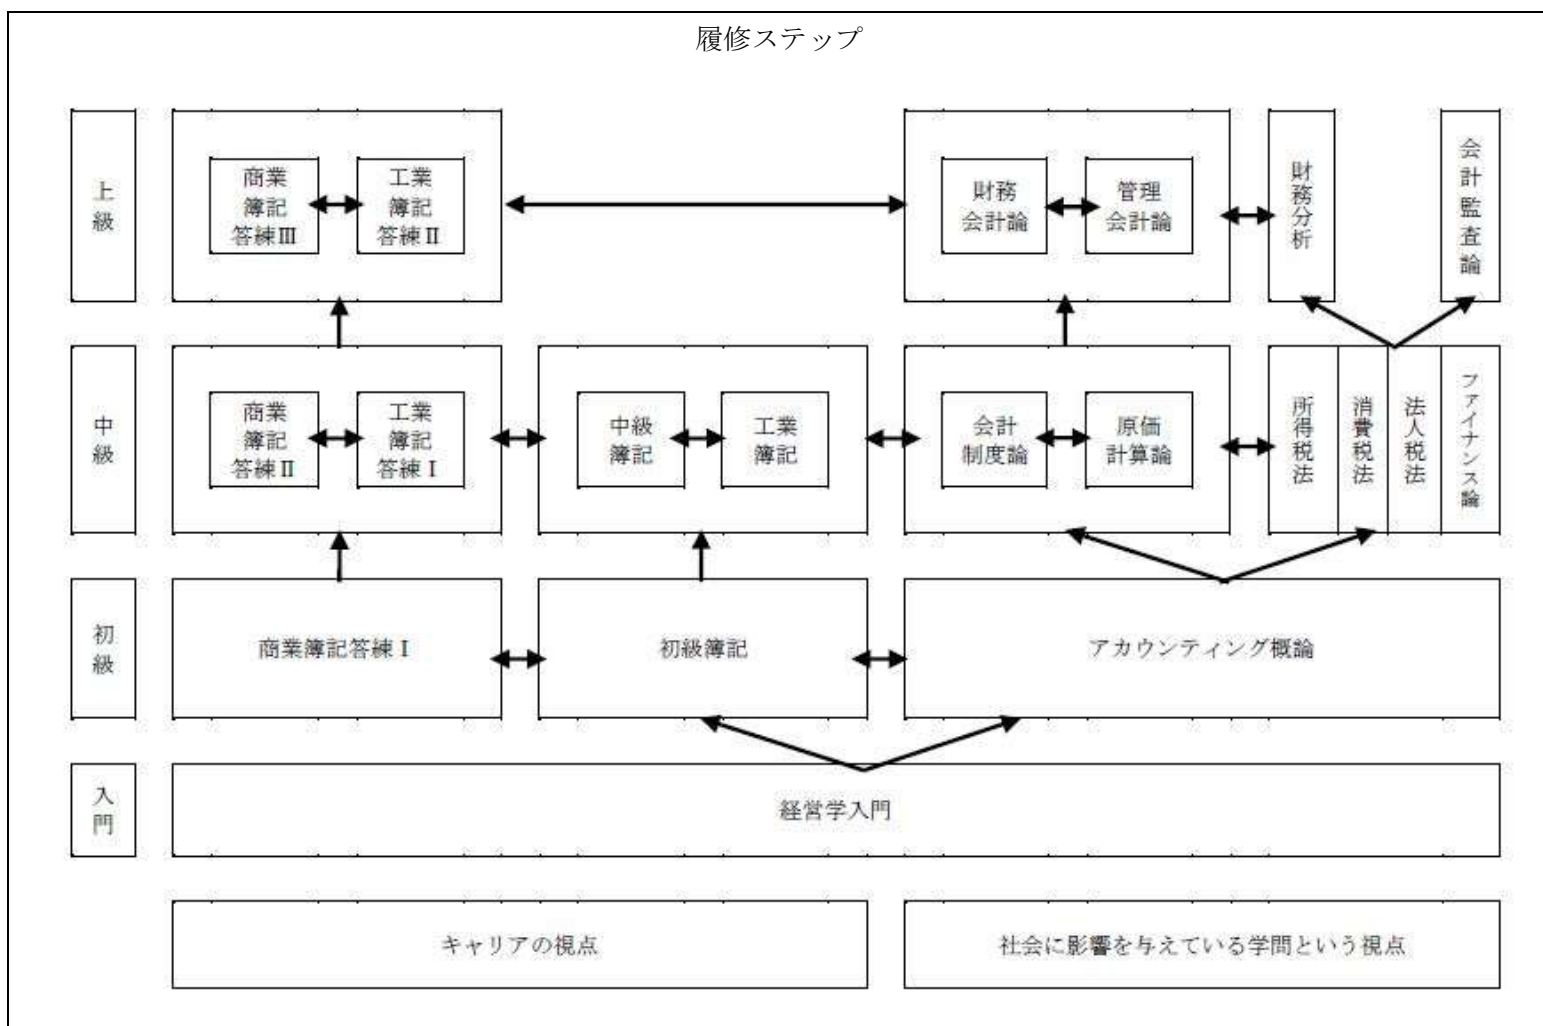 履修ステップ
上級
商業
簿記
答練Ⅲ
工業
簿記
答練Ⅱ
財務
会計論
管理
会計論
財務分析
会計監査論
中級
商業
簿記
答練Ⅱ
工業
簿記
答練Ⅰ
中級
簿記
工業
簿記
会計
制度論
原価
計算論
所得税法
消費税法
法人税法
ファイナンス論
初級
商業簿記答練Ⅰ
初級簿記
アカウンティング概論
入門
経営学入門
キャリアの視点
社会に影響を与えている学問という視点